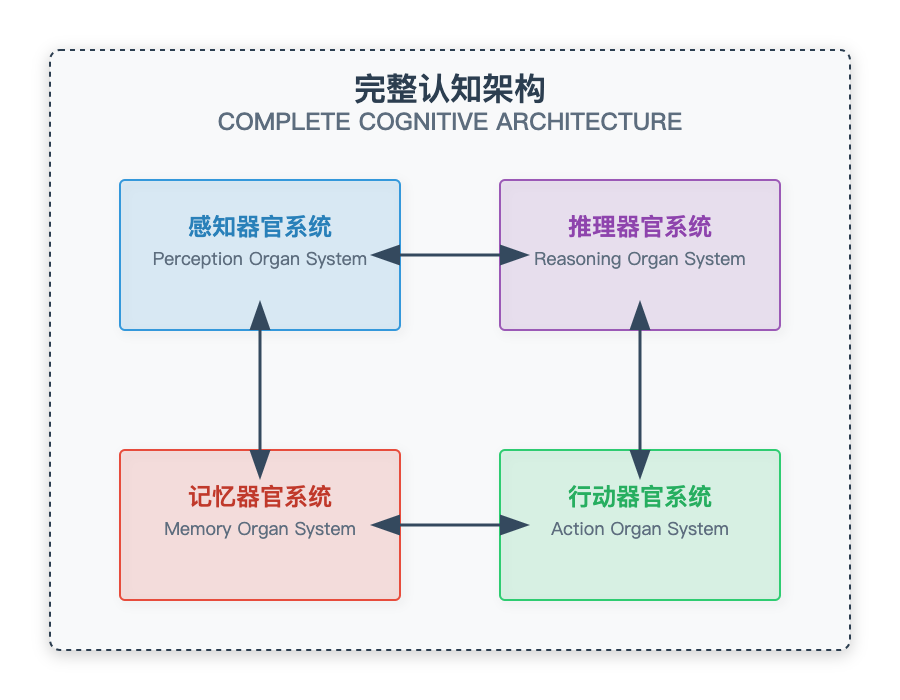 完整认知架构
COMPLETE COGNITIVE ARCHITECTURE
感知器官系统
Perception Organ System
推理器官系统
Reasoning Organ System
记忆器官系统
Memory Organ System
行动器官系统
Action Organ System